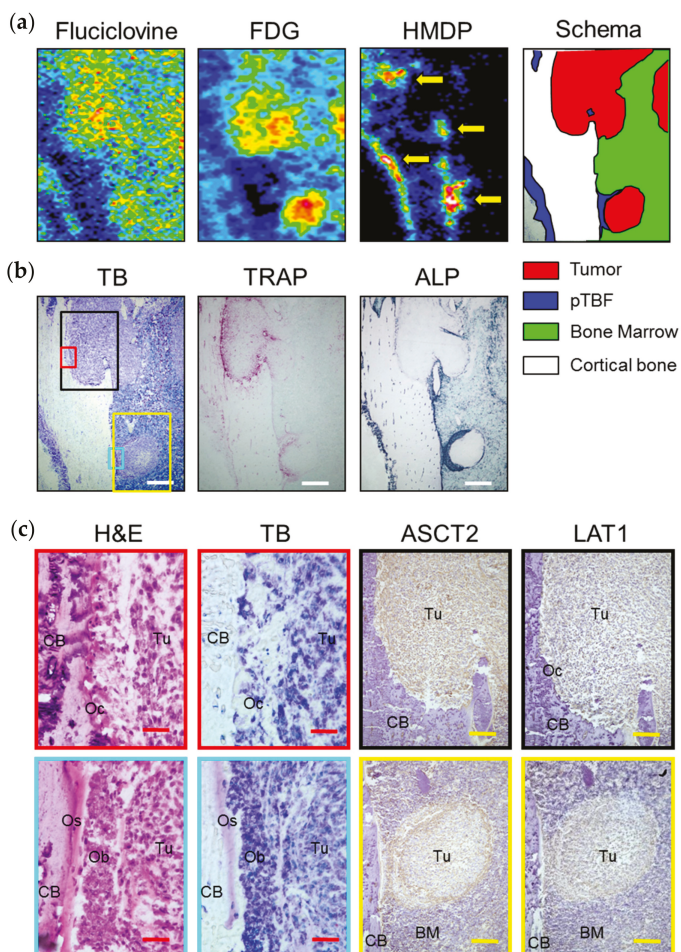 (a)
Fluciclovine FDG HMDP Schema
Tumor
pTBF
Bone Marrow
Cortical bone
(b)
TB TRAP ALP
(c)
H&E TB ASCT2 LAT1
CB Tu Oc
CB Tu Oc
Tu CB
Tu Oc CB
Os Ob Tu CB
Os Ob Tu CB
Tu BM CB
Tu BM CB